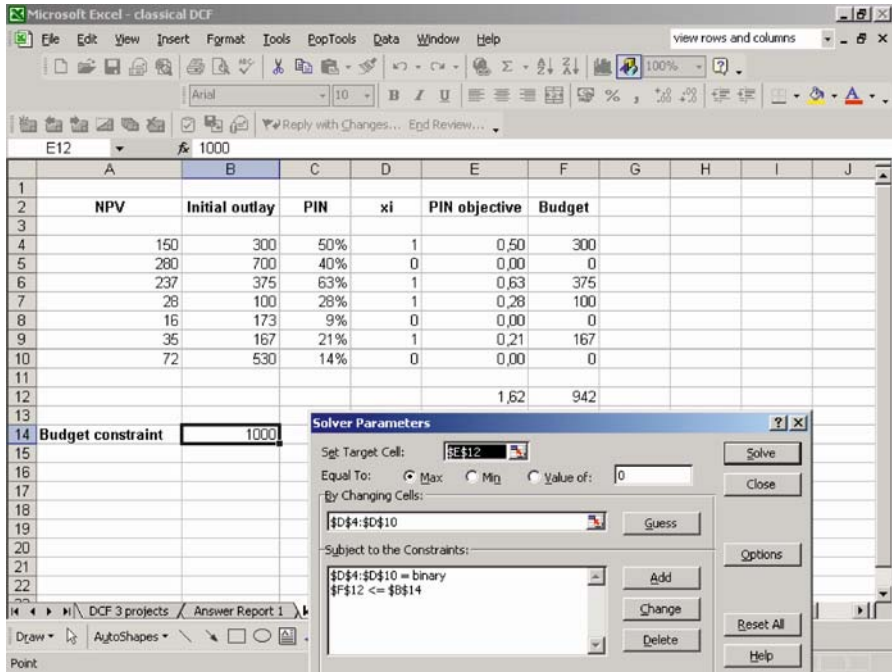 Microsoft Excel - classical DCF
File Edit View Insert Format Tools PopTools Data Window Help view rows and columns
100%
Arial 10 B I U
Reply with Changes... End Review...
E12 fx 1000
A B C D E F G H I J
1
2 NPV Initial outlay PIN xi PIN objective Budget
3
4 150 300 50% 1 0,50 300
5 280 700 40% 0 0,00 0
6 237 375 63% 1 0,63 375
7 28 100 28% 1 0,28 100
8 16 173 9% 0 0,00 0
9 35 167 21% 1 0,21 167
10 72 530 14% 0 0,00 0
11
12 1,62 942
13
14 Budget constraint 1000
15
16
17
18
19
20
21
22
Solver Parameters
Set Target Cell: $E$12 Solve
Equal To: Max Min Value of: 0 Close
By Changing Cells:
$D$4:$D$10 Guess
Subject to the Constraints: Options
$D$4:$D$10 = binary Add
$F$12 <= $B$14
Change
Reset All
Delete
Help
DCF 3 projects Answer Report 1
Draw AutoShapes
Point